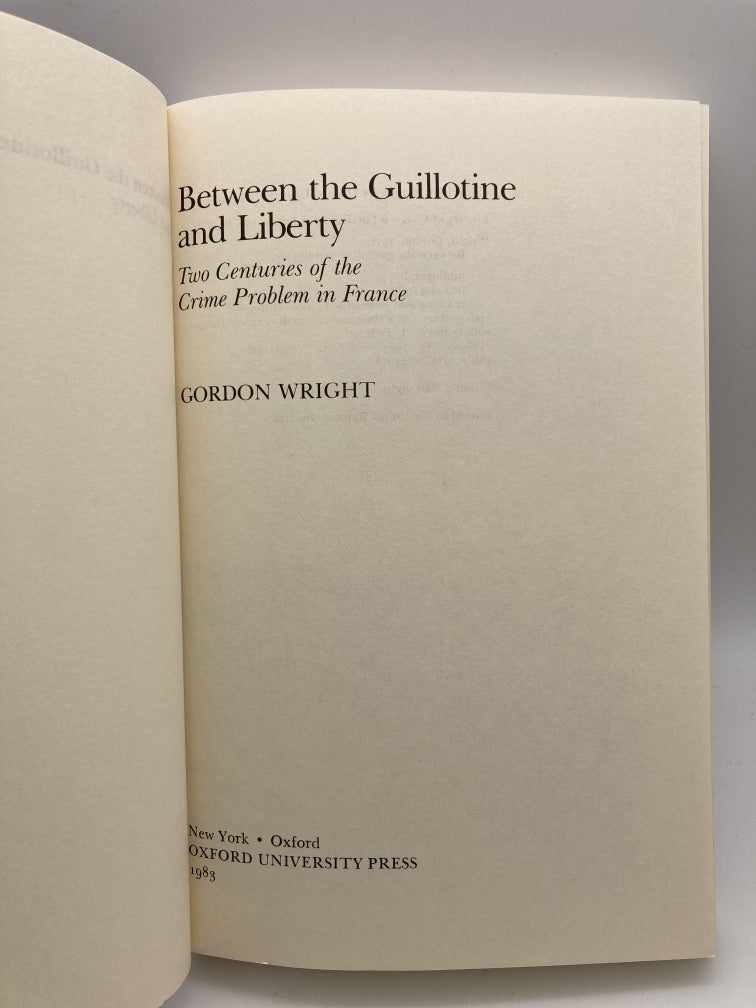 Between the Guillotine
and Liberty
Two Centuries of the
Crime Problem in France
GORDON WRIGHT
New York • Oxford
OXFORD UNIVERSITY PRESS
1983